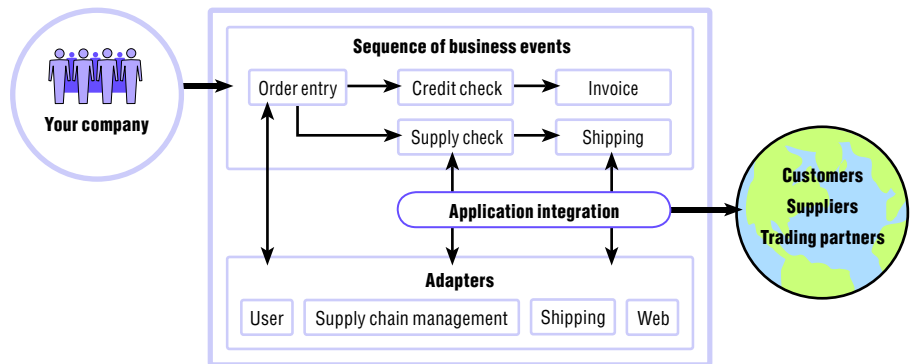 Your company
Sequence of business events
Order entry
Credit check
Invoice
Supply check
Shipping
Application integration
Customers
Suppliers
Trading partners
Adapters
User
Supply chain management
Shipping
Web